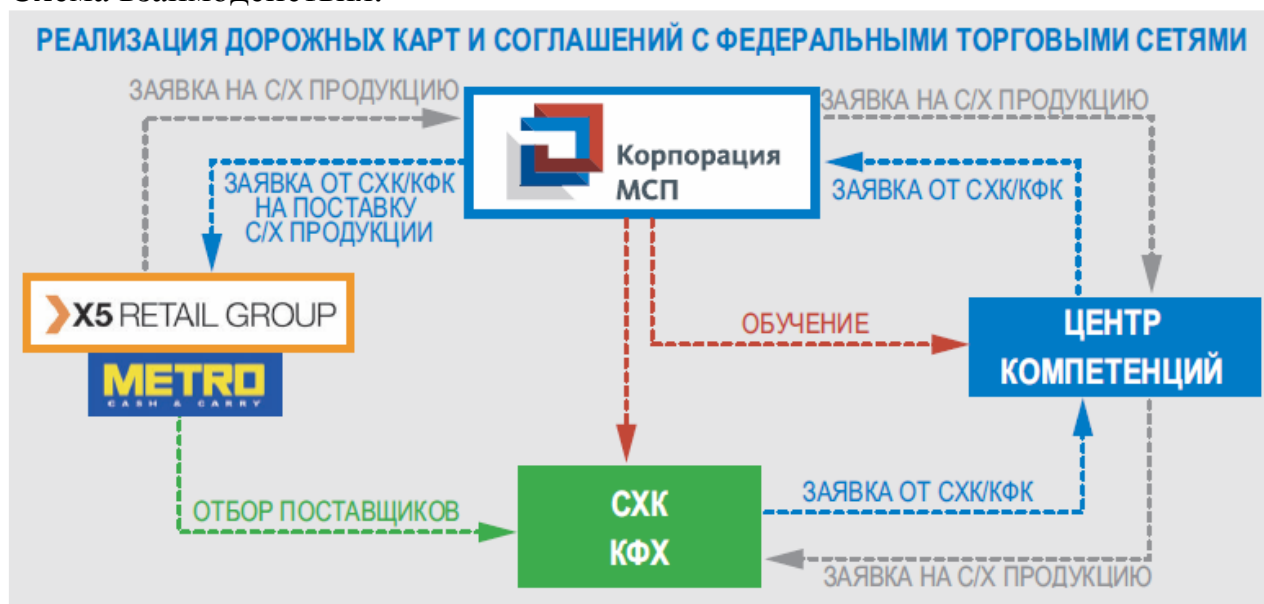 Схема взаимодействия:
РЕАЛИЗАЦИЯ ДОРОЖНЫХ КАРТ И СОГЛАШЕНИЙ С ФЕДЕРАЛЬНЫМИ ТОРГОВЫМИ СЕТЯМИ
ЗАЯВКА НА С/Х ПРОДУКЦИЮ
ЗАЯВКА НА С/Х ПРОДУКЦИЮ
Корпорация
МСП
ЗАЯВКА ОТ СХК/КФК
НА ПОСТАВКУ
С/Х ПРОДУКЦИИ
ЗАЯВКА ОТ СХК/КФК
X5 RETAIL GROUP
METRO
CASH & CARRY
ОБУЧЕНИЕ
ЦЕНТР
КОМПЕТЕНЦИЙ
ОТБОР ПОСТАВЩИКОВ
СХК
КФХ
ЗАЯВКА ОТ СХК/КФК
ЗАЯВКА НА С/Х ПРОДУКЦИЮ